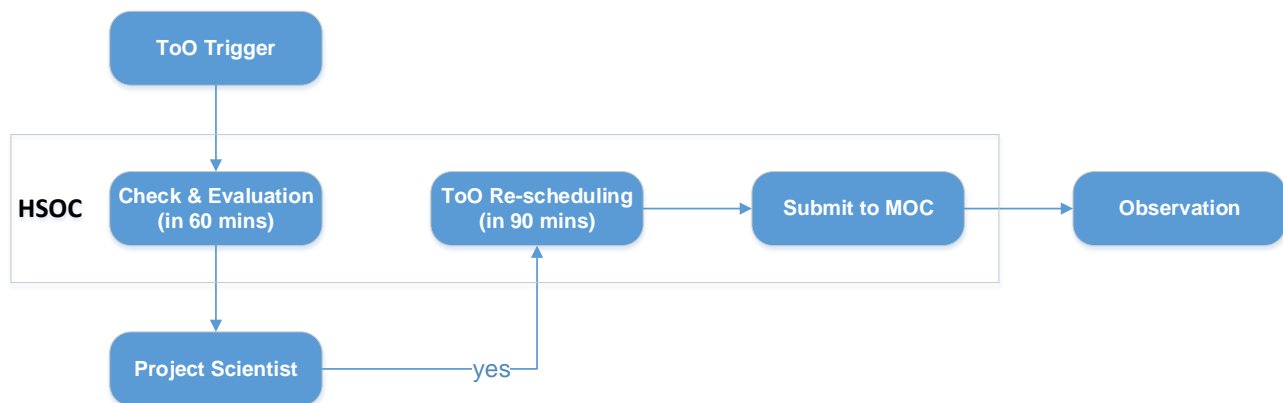 ToO Trigger
HSOC
Check & Evaluation
(in 60 mins)
ToO Re-scheduling
(in 90 mins)
Submit to MOC
Observation
Project Scientist
yes